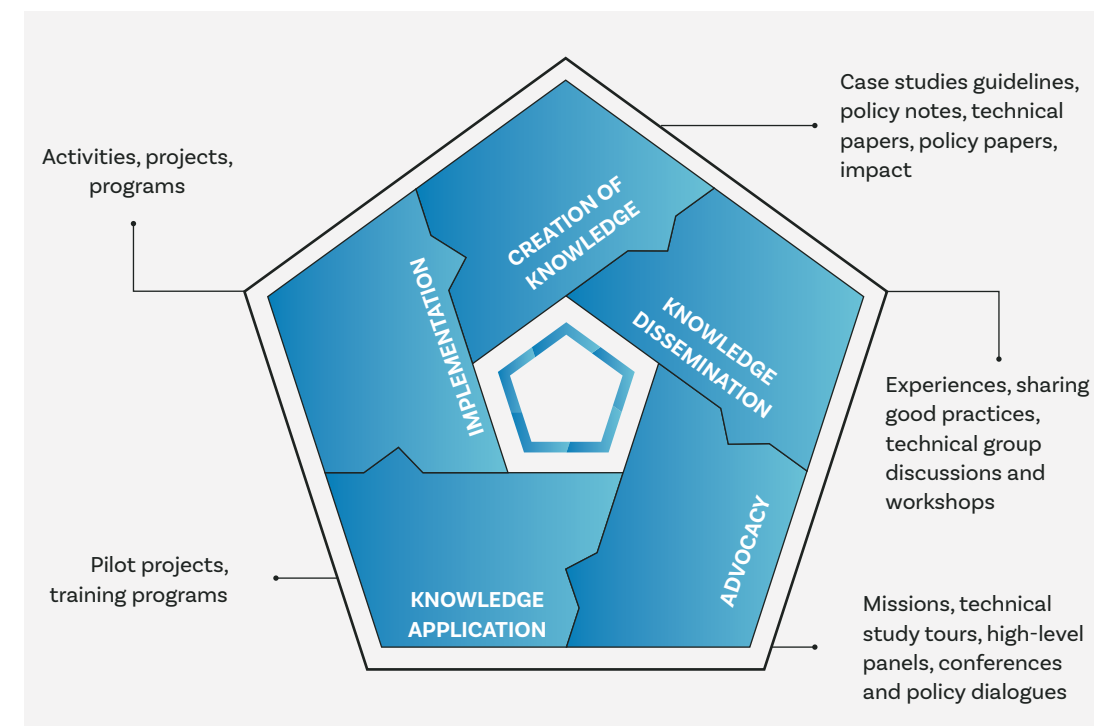 Case studies guidelines,
policy notes, technical
papers, policy papers,
impact
Activities, projects,
programs
CREATION OF
KNOWLEDGE
IMPLEMENTATION
KNOWLEDGE
DISSEMINATION
Experiences, sharing
good practices,
technical group
discussions and
workshops
ADVOCACY
Pilot projects,
training programs
KNOWLEDGE
APPLICATION
Missions, technical
study tours, high-level
panels, conferences
and policy dialogues